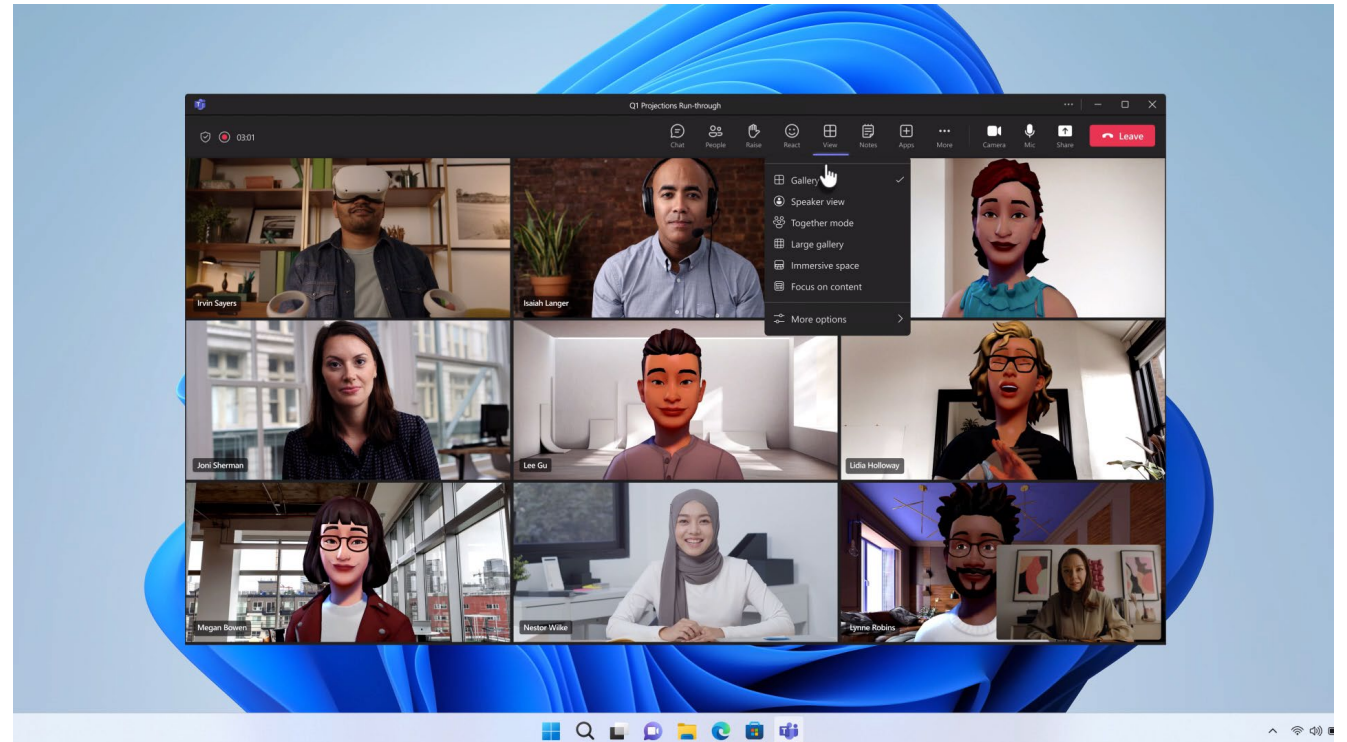 Q1 Projections Run-through
03:01
Chat People Raise React View Notes Apps More Camera Mic Share Leave
Gallery
Speaker view
Together mode
Large gallery
Immersive space
Focus on content
More options
Irvin Sayers
Isaiah Langer
Joni Sherman
Lee Gu
Lidia Holloway
Megan Bowen
Nestor Wilke
Lynne Robins